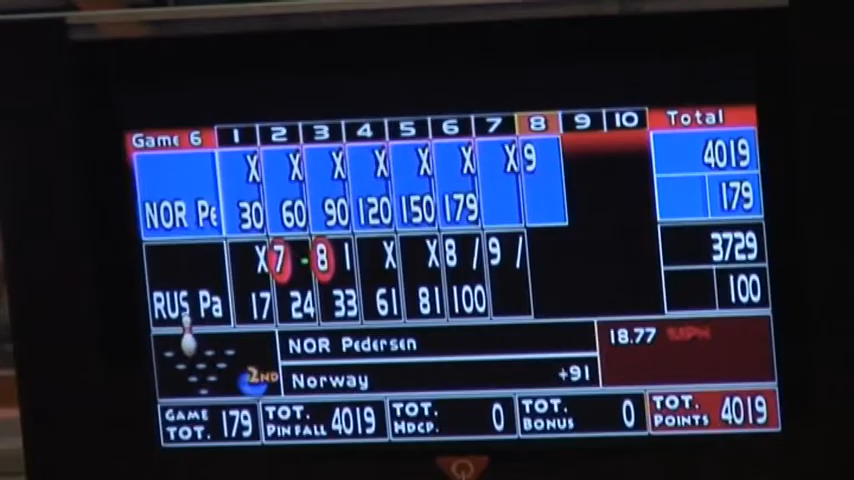 Game 6 1 2 3 4 5 6 7 8 9 10 Total
X X X X X X X 9 4019
NOR Pe 30 60 90 120 150 179 179
X 7 - 8 1 X X 8 / 9 / 3729
RUS Pa 17 24 33 61 81 100 100
NOR Pedersen 18.77 MPH
2ND Norway +91
GAME TOT. 179 TOT. PINFALL 4019 TOT. HDCP. 0 TOT. BONUS 0 TOT. POINTS 4019